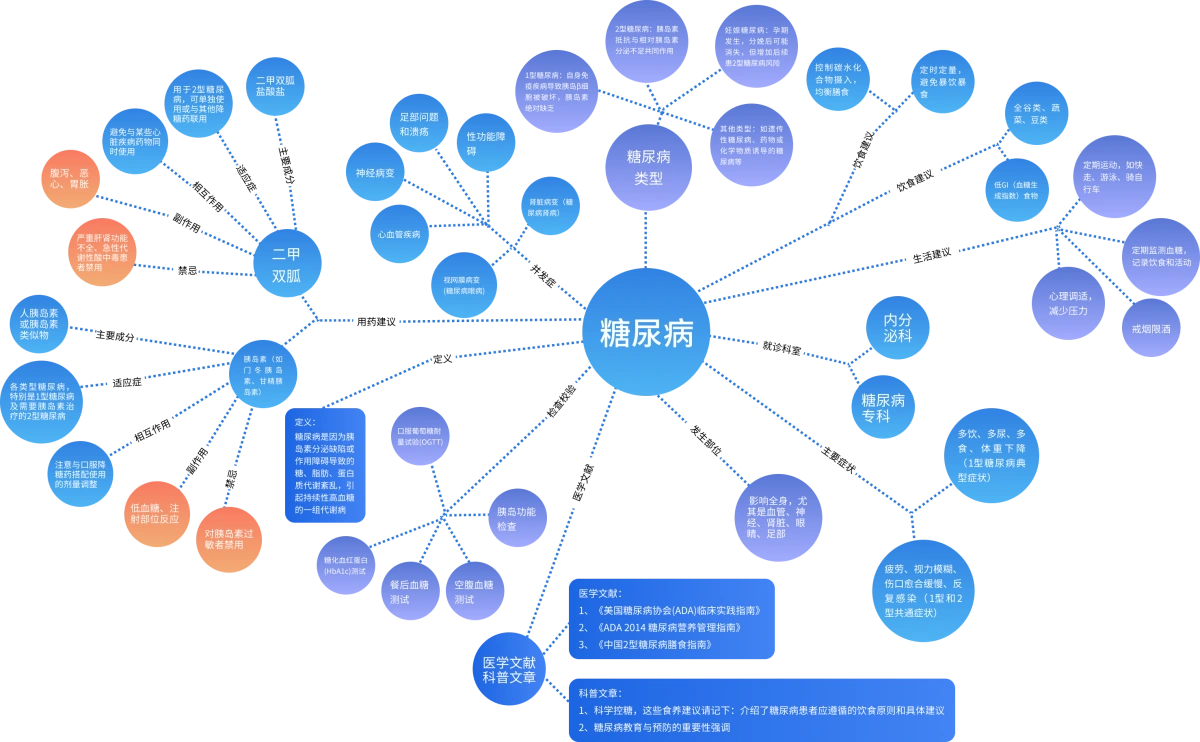 糖尿病
糖尿病
类型
1型糖尿病：自身免
疫疾病导致胰岛β细
胞被破坏，胰岛素
绝对缺乏
2型糖尿病：胰岛素
抵抗与相对胰岛素
分泌不足共同作用
妊娠糖尿病：孕期
发生，分娩后可能
消失，但增加后续
患2型糖尿病风险
其他类型：如遗传
性糖尿病、药物或
化学物质诱导的糖
尿病等
饮食建议
控制碳水化
合物摄入，
均衡膳食
定时定量，
避免暴饮暴
食
饮食建议
全谷类、蔬
菜、豆类
低GI（血糖生
成指数）食物
生活建议
定期运动，如快
走、游泳、骑自
行车
定期监测血糖，
记录饮食和活动
心理调适，
减少压力
戒烟限酒
就诊科室
内分
泌科
糖尿病
专科
主要症状
多饮、多尿、多
食、体重下降
（1型糖尿病典
型症状）
疲劳、视力模糊、
伤口愈合缓慢、反
复感染（1型和2
型共通症状）
发生部位
影响全身，尤
其是血管、神
经、肾脏、眼
睛、足部
医学文献
医学文献
科普文章
医学文献：
1、《美国糖尿病协会(ADA)临床实践指南》
2、《ADA 2014 糖尿病营养管理指南》
3、《中国2型糖尿病膳食指南》
科普文章：
1、科学控糖，这些食养建议请记下：介绍了糖尿病患者应遵循的饮食原则和具体建议
2、糖尿病教育与预防的重要性强调
检查校验
口服葡萄糖耐
量试验(OGTT)
胰岛功能
检查
糖化血红蛋白
(HbA1c)测试
餐后血糖
测试
空腹血糖
测试
定义
定义：
糖尿病是因为胰
岛素分泌缺陷或
作用障碍导致的
糖、脂肪、蛋白
质代谢紊乱，引
起持续性高血糖
的一组代谢病
并发症
足部问题
和溃疡
性功能障
碍
神经病变
心血管疾病
肾脏病变（糖
尿病肾病）
视网膜病变
(糖尿病眼病)
用药建议
二甲
双胍
主要成分
二甲双胍
盐酸盐
适应症
用于2型糖尿
病，可单独使
用或与其他降
糖药联用
相互作用
避免与某些心
脏疾病药物同
时使用
副作用
腹泻、恶
心、胃胀
禁忌
严重肝肾功能
不全、急性代
谢性酸中毒患
者禁用
胰岛素（如
门冬胰岛
素、甘精胰
岛素）
主要成分
人胰岛素
或胰岛素
类似物
适应症
各类型糖尿病，
特别是1型糖尿病
及需要胰岛素治
疗的2型糖尿病
相互作用
注意与口服降
糖药搭配使用
的剂量调整
副作用
低血糖、注
射部位反应
禁忌
对胰岛素过
敏者禁用